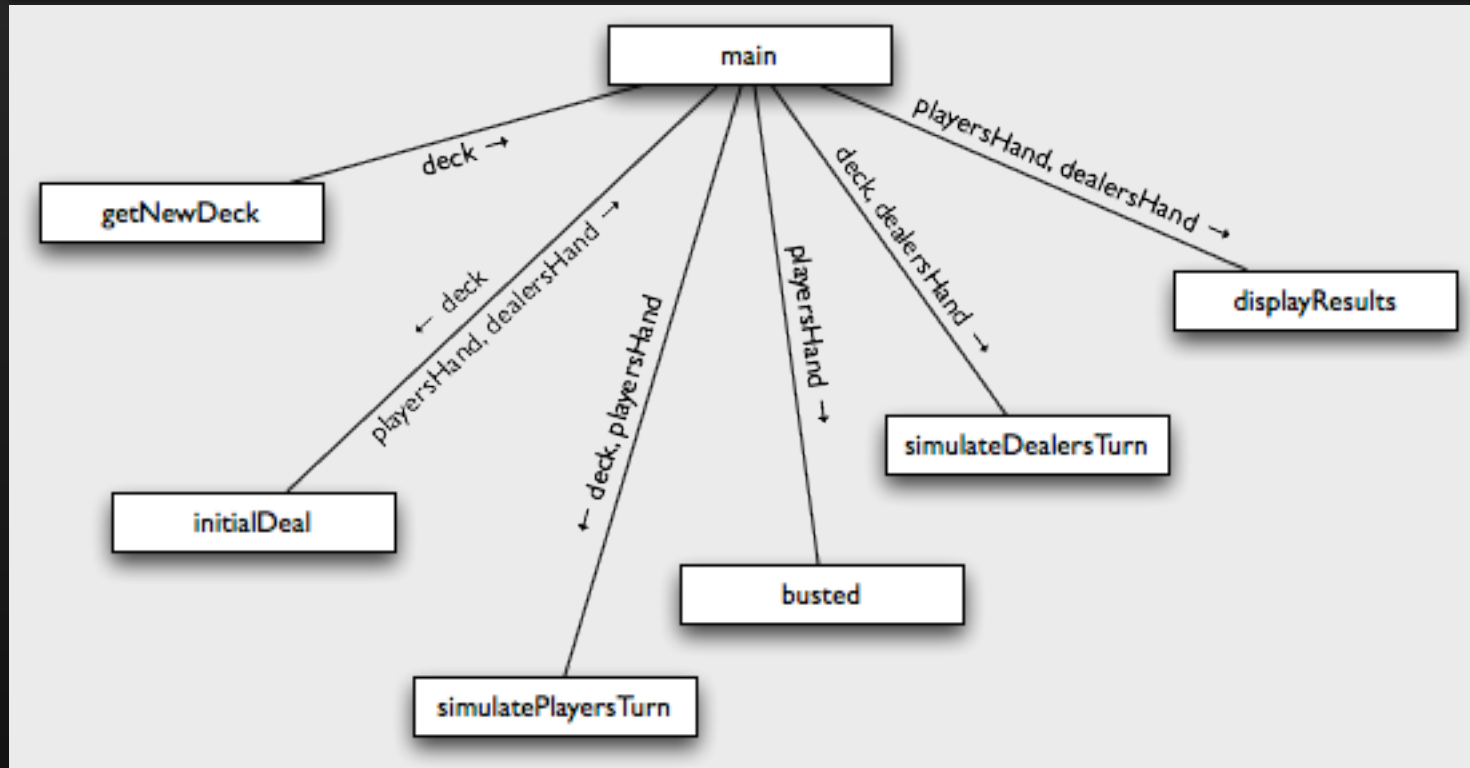 main
playersHand, dealersHand →
deck →
getNewDeck
deck, dealersHand →
← deck
playersHand, dealersHand →
playersHand →
← deck, playersHand
displayResults
simulateDealersTurn
initialDeal
busted
simulatePlayersTurn